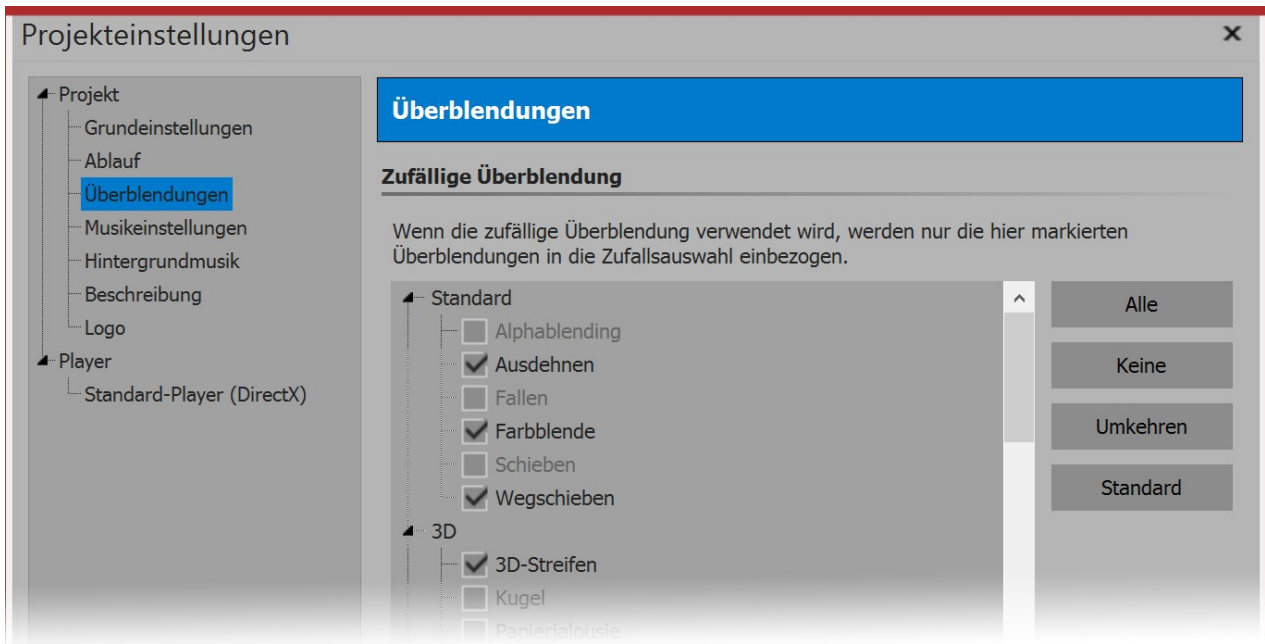 Projekteinstellungen
Projekt
Grundeinstellungen
Ablauf
Überblendungen
Musikeinstellungen
Hintergrundmusik
Beschreibung
Logo
Player
Standard-Player (DirectX)
Überblendungen
Zufällige Überblendung
Wenn die zufällige Überblendung verwendet wird, werden nur die hier markierten
Überblendungen in die Zufallsauswahl einbezogen.
Standard
Alphablending
Ausdehnen
Fallen
Farbblende
Schieben
Wegschieben
3D
3D-Streifen
Kugel
Papierjalousie
Alle
Keine
Umkehren
Standard